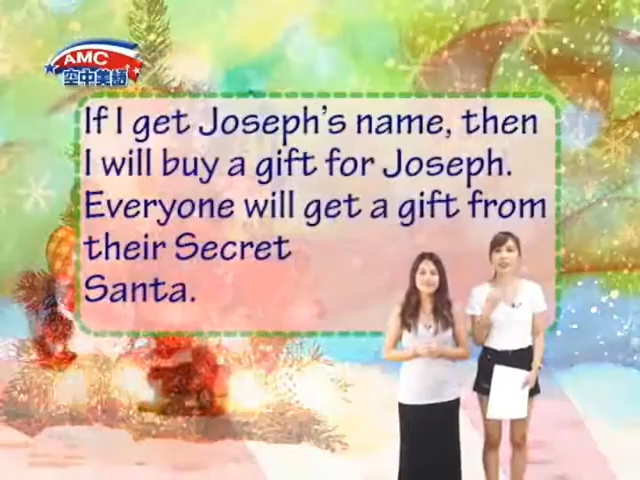 AMC
空中美語
If I get Joseph's name, then
I will buy a gift for Joseph.
Everyone will get a gift from
their Secret
Santa.